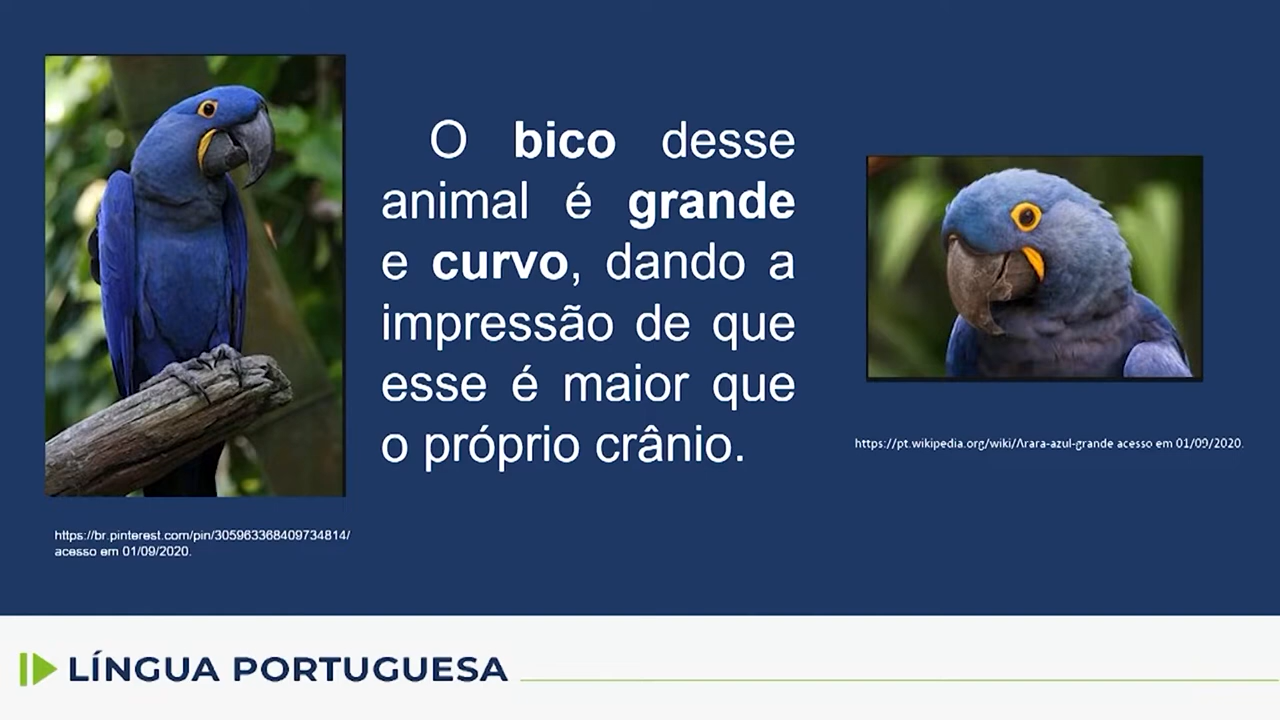 O bico desse
animal é grande
e curvo, dando a
impressão de que
esse é maior que
o próprio crânio.
https://pt.wikipedia.org/wiki/Arara-azul-grande acesso em 01/09/2020.
https://br.pinterest.com/pin/305963368409734814/
acesso em 01/09/2020.
LÍNGUA PORTUGUESA